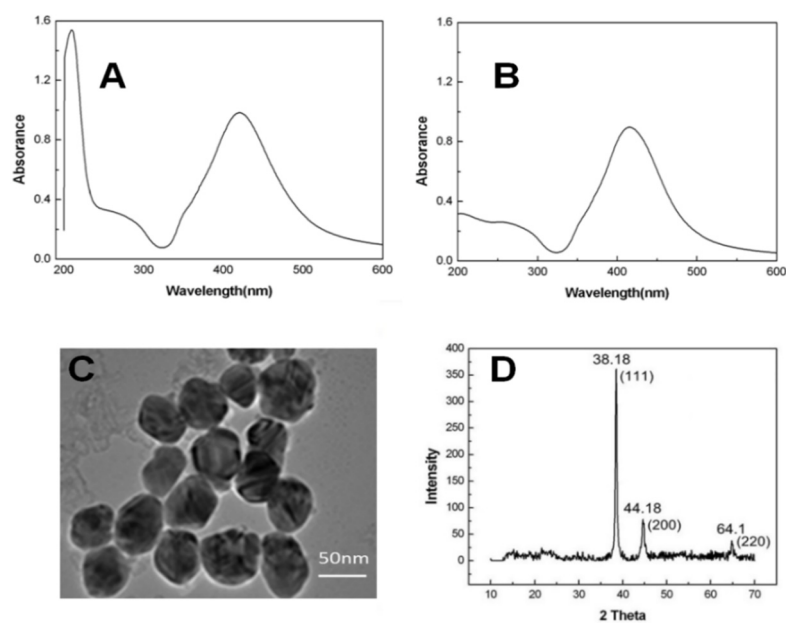 A
Absorance
1.6
1.2
0.8
0.4
0.0
200 300 400 500 600
Wavelength(nm)
B
Absorance
1.6
1.2
0.8
0.4
0.0
200 300 400 500 600
Wavelength(nm)
C
50nm
D
Intensity
400
350
300
250
200
150
100
50
0
38.18
(111)
44.18
(200)
64.1
(220)
10 20 30 40 50 60 70
2 Theta